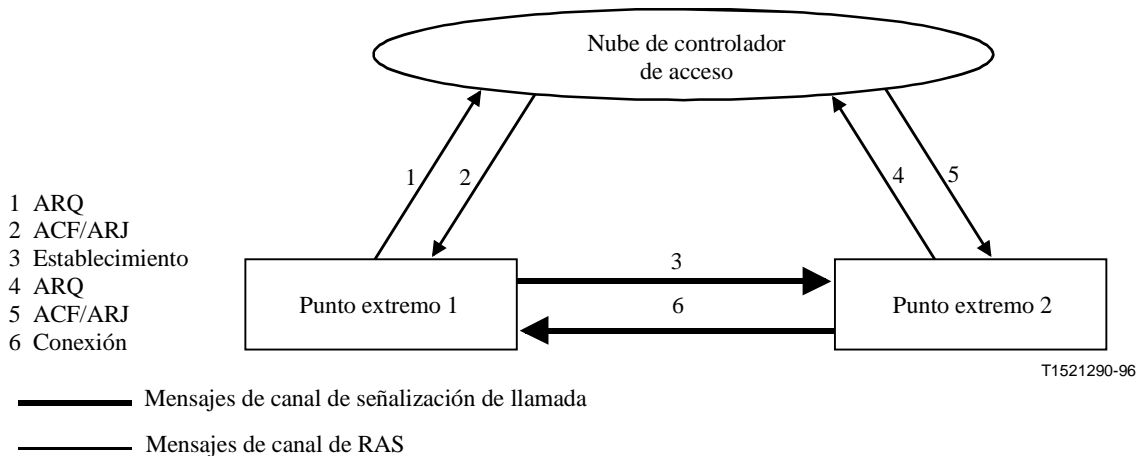 Nube de controlador
de acceso
1
2
4
5
1 ARQ
2 ACF/ARJ
3 Establecimiento
4 ARQ
5 ACF/ARJ
6 Conexión
3
Punto extremo 1
6
Punto extremo 2
T1521290-96
Mensajes de canal de señalización de llamada
Mensajes de canal de RAS